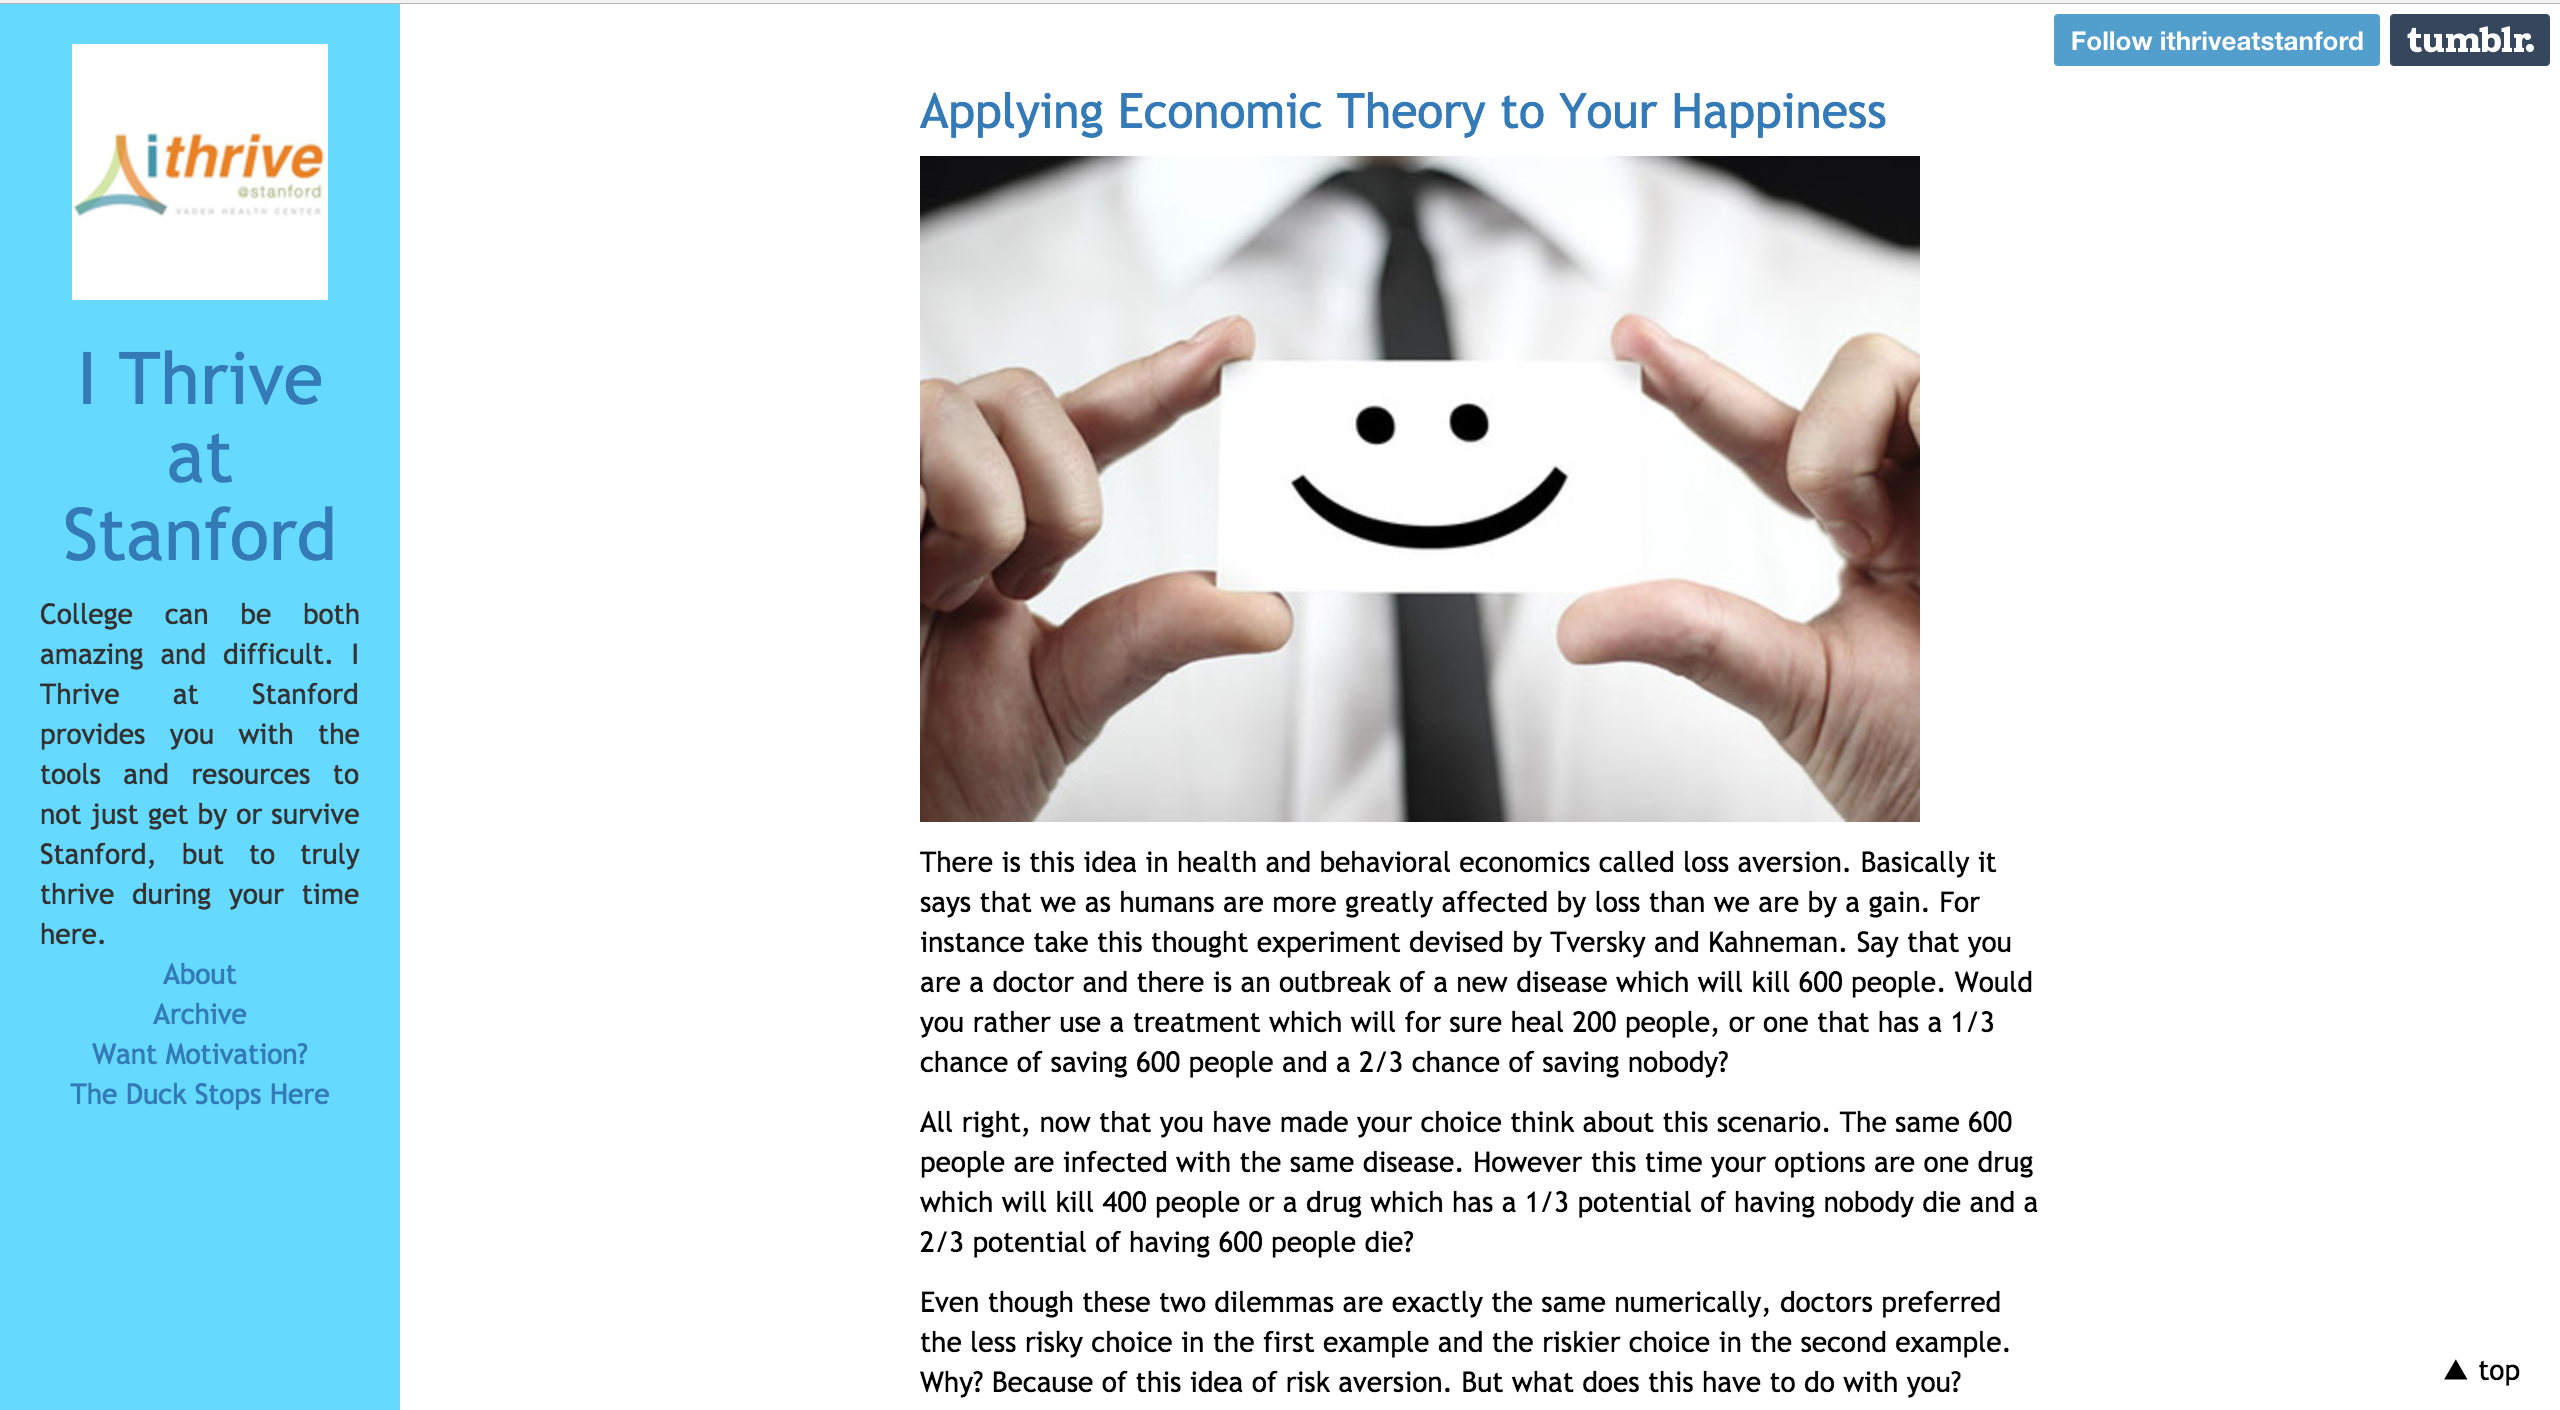 Follow ithriveatstanford
tumblr.
ithrive
@stanford
VADEN HEALTH CENTER
I Thrive
at
Stanford
College can be both
amazing and difficult. I
Thrive at Stanford
provides you with the
tools and resources to
not just get by or survive
Stanford, but to truly
thrive during your time
here.
About
Archive
Want Motivation?
The Duck Stops Here
Applying Economic Theory to Your Happiness
There is this idea in health and behavioral economics called loss aversion. Basically it
says that we as humans are more greatly affected by loss than we are by a gain. For
instance take this thought experiment devised by Tversky and Kahneman. Say that you
are a doctor and there is an outbreak of a new disease which will kill 600 people. Would
you rather use a treatment which will for sure heal 200 people, or one that has a 1/3
chance of saving 600 people and a 2/3 chance of saving nobody?
All right, now that you have made your choice think about this scenario. The same 600
people are infected with the same disease. However this time your options are one drug
which will kill 400 people or a drug which has a 1/3 potential of having nobody die and a
2/3 potential of having 600 people die?
Even though these two dilemmas are exactly the same numerically, doctors preferred
the less risky choice in the first example and the riskier choice in the second example.
Why? Because of this idea of risk aversion. But what does this have to do with you?
▲ top